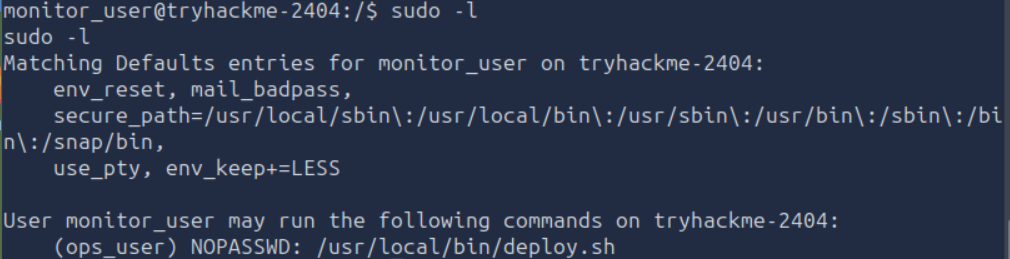 monitor_user@tryhackme-2404:/$ sudo -l
sudo -l
Matching Defaults entries for monitor_user on tryhackme-2404:
    env_reset, mail_badpass,
    secure_path=/usr/local/sbin\:/usr/local/bin\:/usr/sbin\:/usr/bin\:/sbin\:/bi
n\:/snap/bin,
    use_pty, env_keep+=LESS

User monitor_user may run the following commands on tryhackme-2404:
    (ops_user) NOPASSWD: /usr/local/bin/deploy.sh